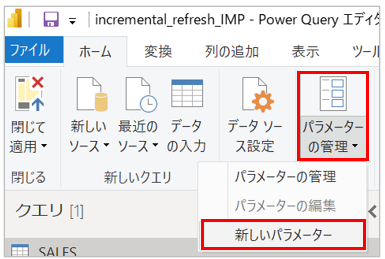 incremental_refresh_IMP - Power Query エディタ
ファイル
ホーム
変換
列の追加
表示
ツール
閉じて
適用
新しい
ソース
最近の
ソース
データ
の入力
データ ソー
ス設定
パラメーター
の管理
閉じる
新しいクエリ
パラメーターの管理
パラメーターの編集
新しいパラメーター
クエリ [1]
SALES